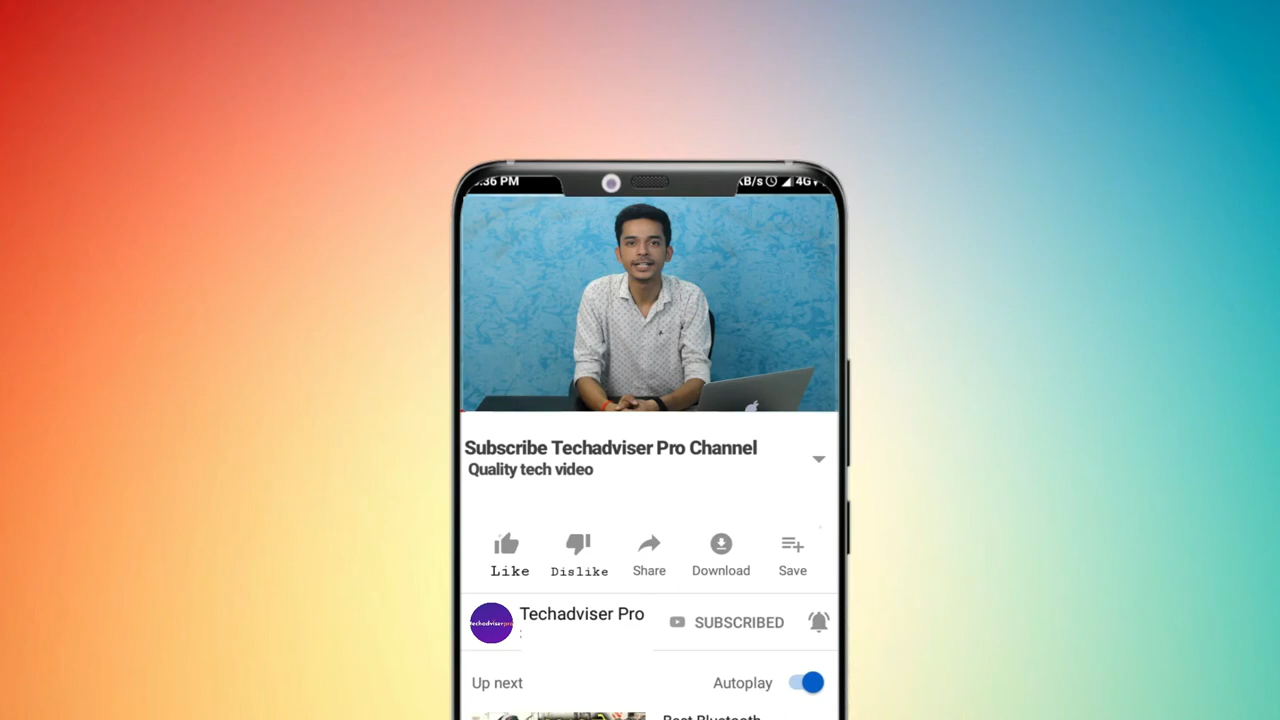 :36 PM
KB/s 4G
Subscribe Techadviser Pro Channel
Quality tech video
Like Dislike Share Download Save
techadviserpro
Techadviser Pro
SUBSCRIBED
Up next Autoplay
Best Bluetooth